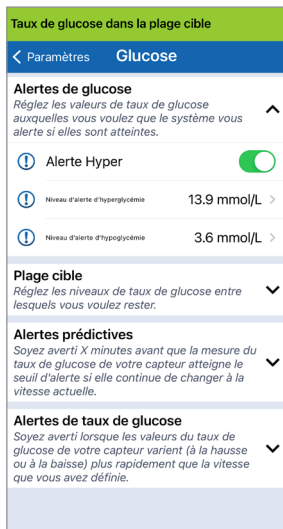 Taux de glucose dans la plage cible
Paramètres Glucose
Alertes de glucose
Réglez les valeurs de taux de
glucose auxquelles vous voulez que le système vous
alerte si elles sont atteintes.
Alerte Hyper
Niveau d'alerte d'hyperglycémie 13.9 mmol/L
Niveau d'alerte d'hypoglycémie 3.6 mmol/L
Plage cible
Réglez les niveaux de taux de glucose entre
lesquels vous voulez rester.
Alertes prédictives
Soyez averti X minutes avant que la mesure du
taux de glucose de votre capteur atteigne le
seuil d'alerte si elle continue de changer à la
vitesse actuelle.
Alertes de taux de glucose
Soyez averti lorsque les valeurs du taux de
glucose de votre capteur varient (à la hausse
ou à la baisse) plus rapidement que la vitesse
que vous avez définie.